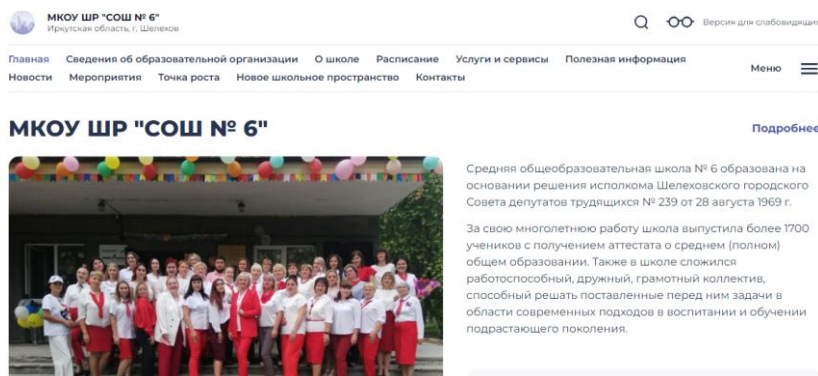 МКОУ ШР "СОШ № 6"
Иркутская область, г. Шелехов
Версия для слабовидящих
Главная Сведения об образовательной организации О школе Расписание Услуги и сервисы Полезная информация
Новости Мероприятия Точка роста Новое школьное пространство Контакты
Меню
МКОУ ШР "СОШ № 6"
Подробнее
Средняя общеобразовательная школа № 6 образована на
основании решения исполкома Шелеховского городского
Совета депутатов трудящихся № 239 от 28 августа 1969 г.
За свою многолетнюю работу школа выпустила более 1700
учеников с получением аттестата о среднем (полном)
общем образовании. Также в школе сложился
работоспособный, дружный, грамотный коллектив,
способный решать поставленные перед ним задачи в
области современных подходов в воспитании и обучении
подрастающего поколения.